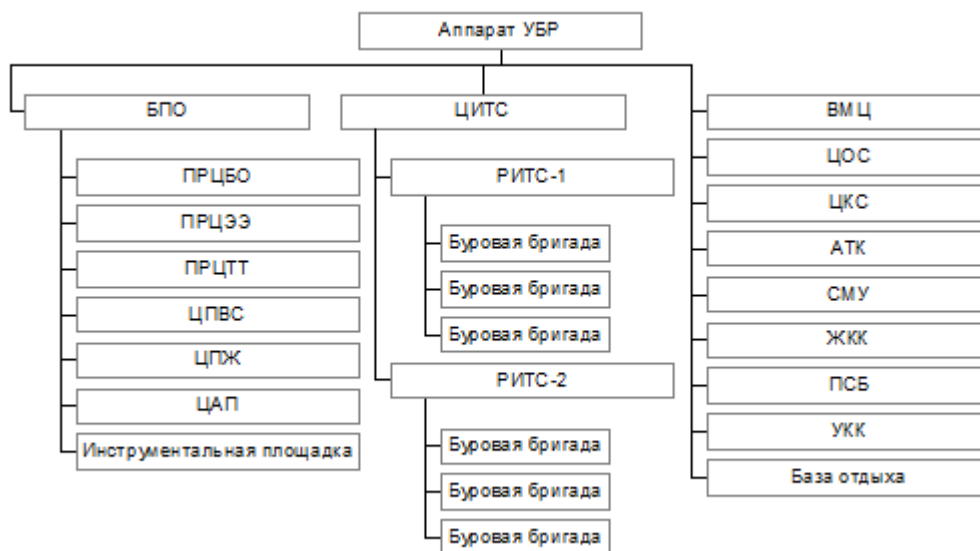 Аппарат УБР
БПО
ПРЦБО
ПРЦЭЭ
ПРЦТТ
ЦПВС
ЦПЖ
ЦАП
Инструментальная площадка
ЦИТС
РИТС-1
Буровая бригада
Буровая бригада
Буровая бригада
РИТС-2
Буровая бригада
Буровая бригада
Буровая бригада
ВМЦ
ЦОС
ЦКС
АТК
СМУ
ЖКК
ПСБ
УКК
База отдыха